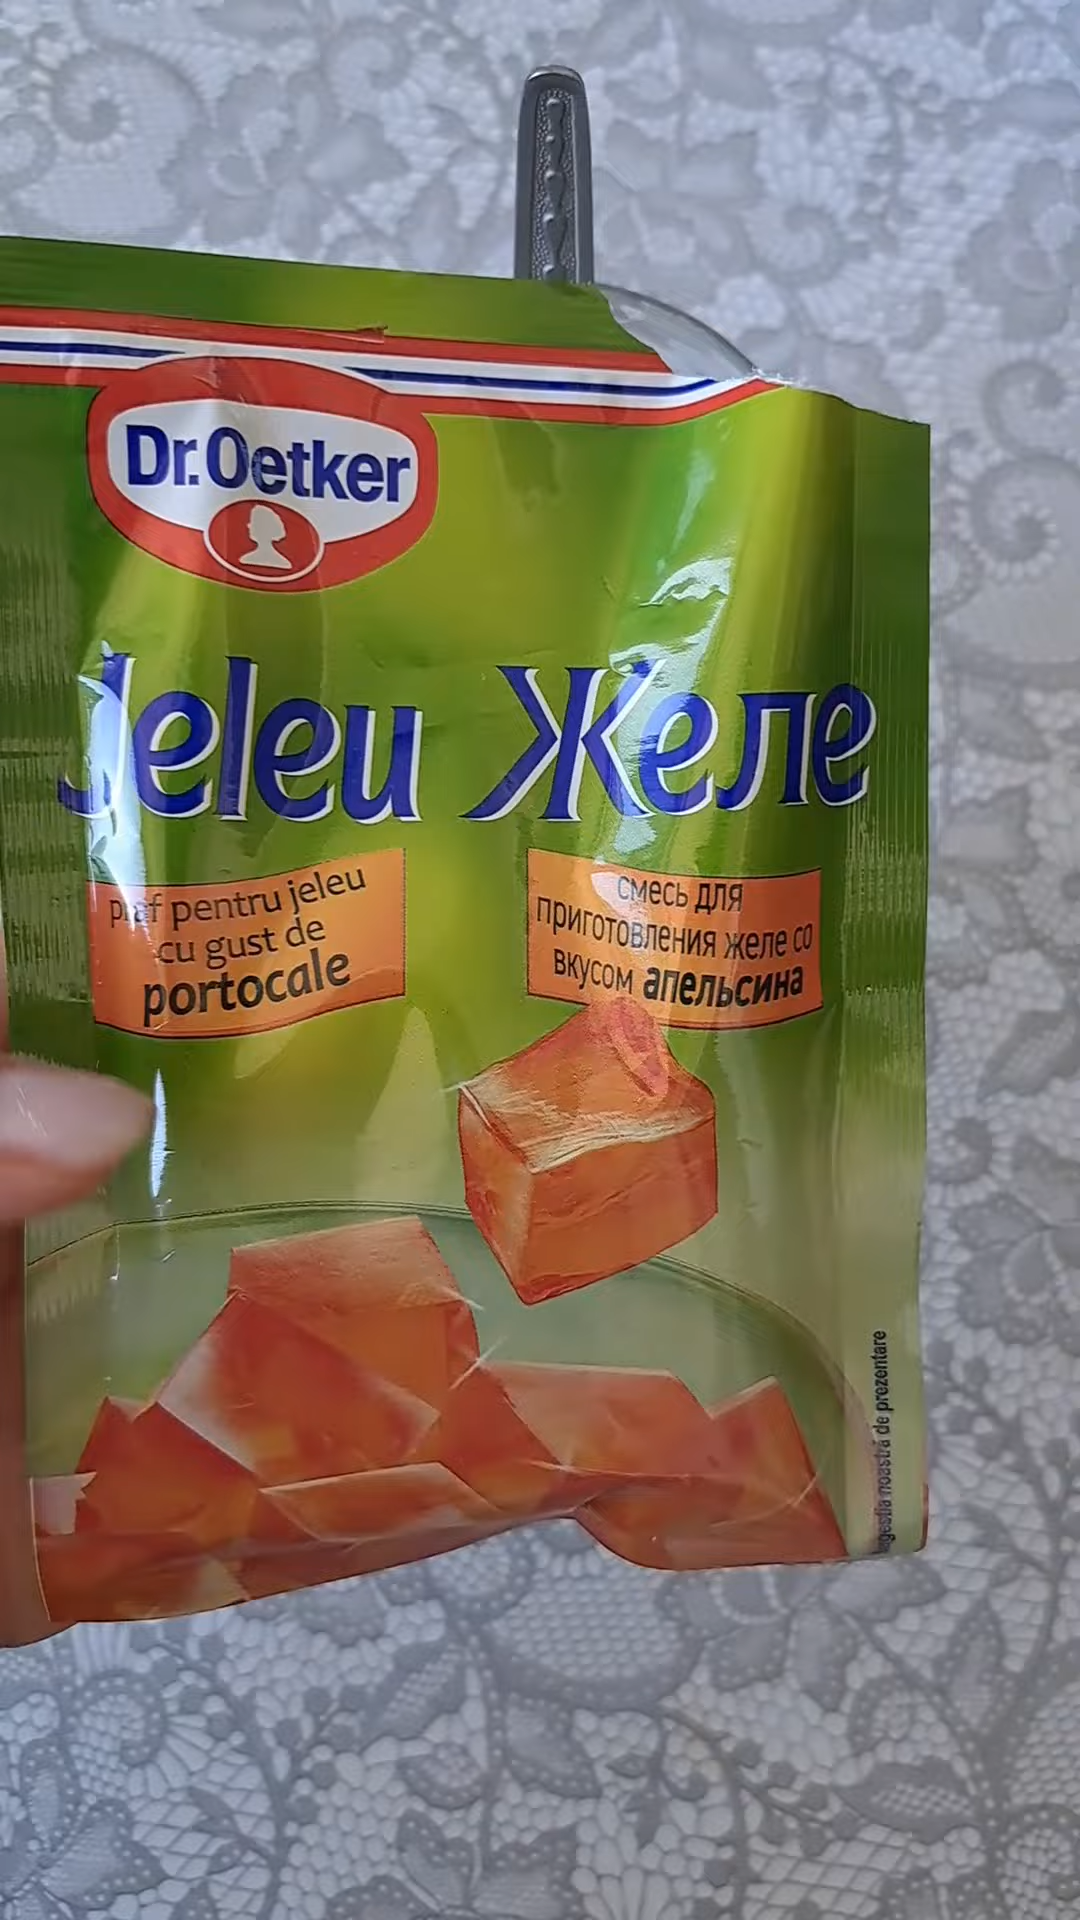 Dr. Oetker
Jeleu Желе
praf pentru jeleu
cu gust de
portocale
смесь для
приготовления желе со
вкусом апельсина
noastră de prezentare